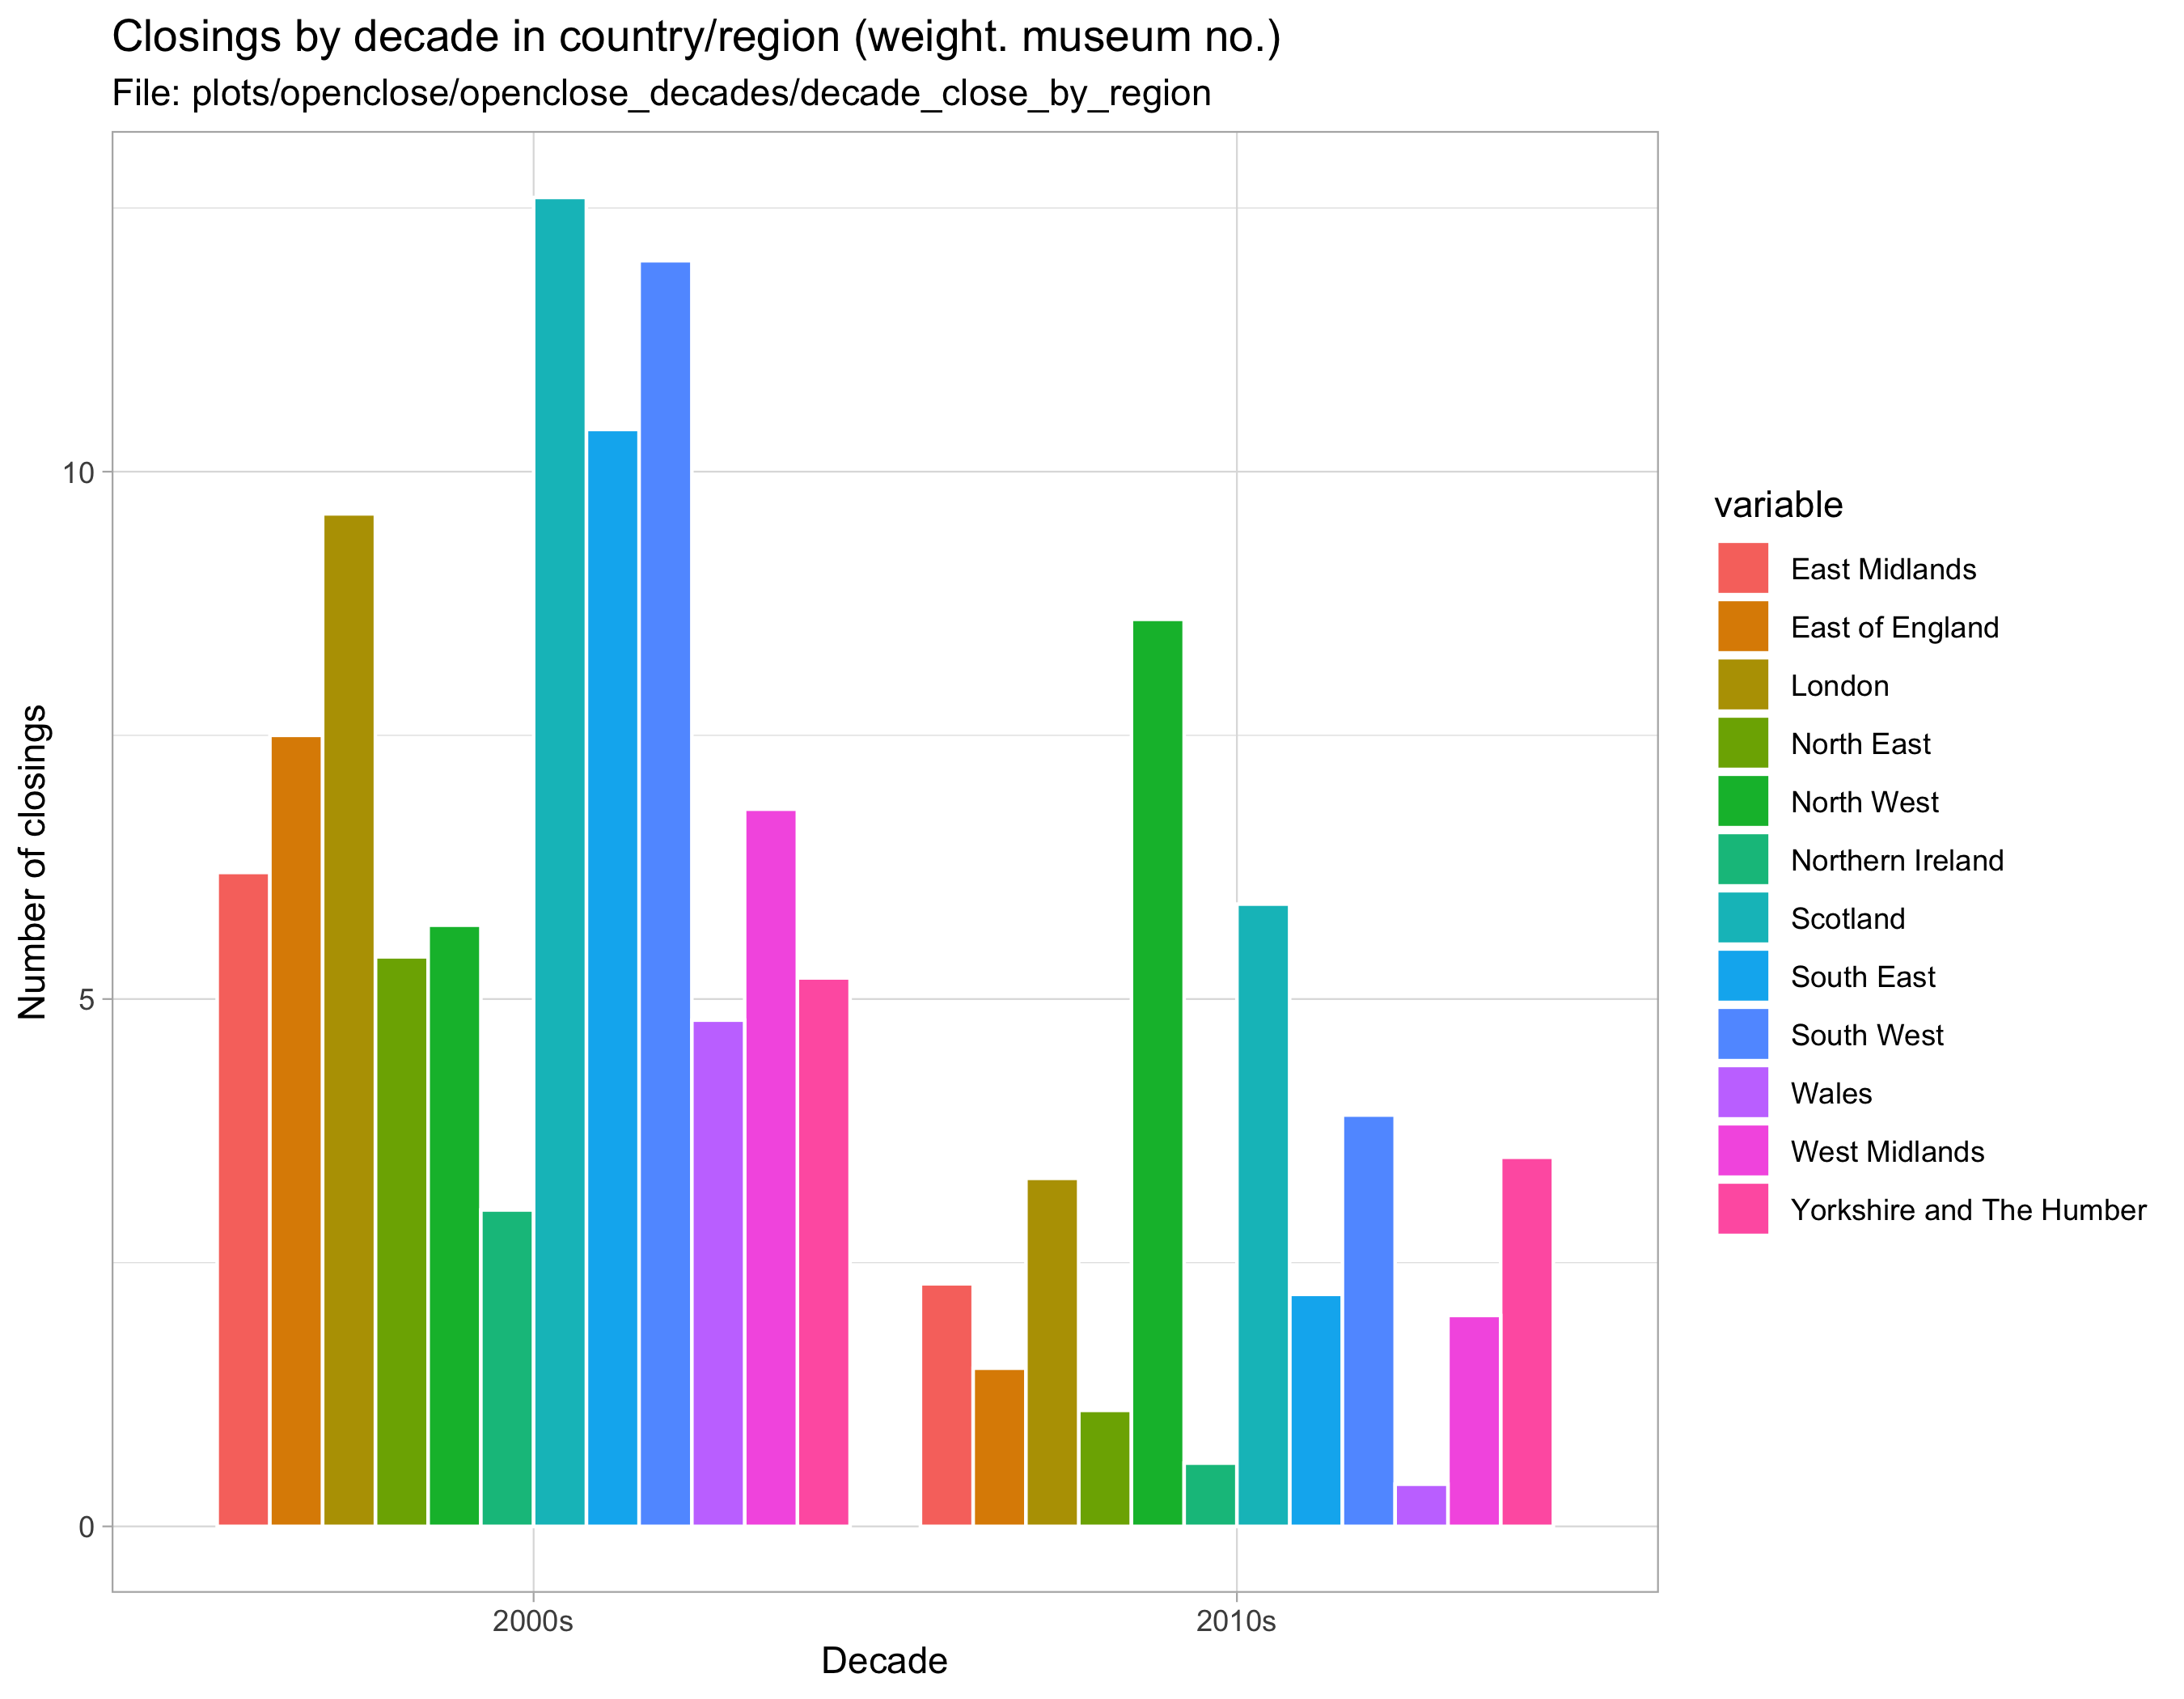 Closings by decade in country/region (weight. museum no.)
File: plots/openclose/openclose_decades/decade_close_by_region
Number of closings
10
5
0
2000s
2010s
Decade
variable
East Midlands
East of England
London
North East
North West
Northern Ireland
Scotland
South East
South West
Wales
West Midlands
Yorkshire and The Humber